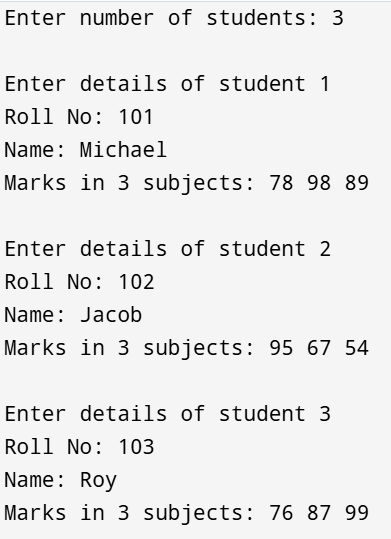 Enter number of students: 3
Enter details of student 1
Roll No: 101
Name: Michael
Marks in 3 subjects: 78 98 89
Enter details of student 2
Roll No: 102
Name: Jacob
Marks in 3 subjects: 95 67 54
Enter details of student 3
Roll No: 103
Name: Roy
Marks in 3 subjects: 76 87 99